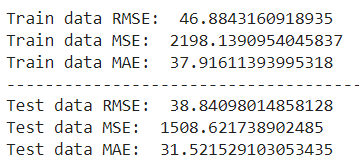 Train data RMSE:  46.8843160918935
Train data MSE:  2198.1390954045837
Train data MAE:  37.91611393995318
-------------------------------------
Test data RMSE:  38.84098014858128
Test data MSE:  1508.621738902485
Test data MAE:  31.521529103053435